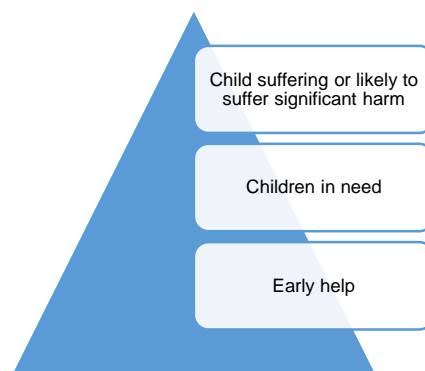 Child suffering or likely to
suffer significant harm
Children in need
Early help